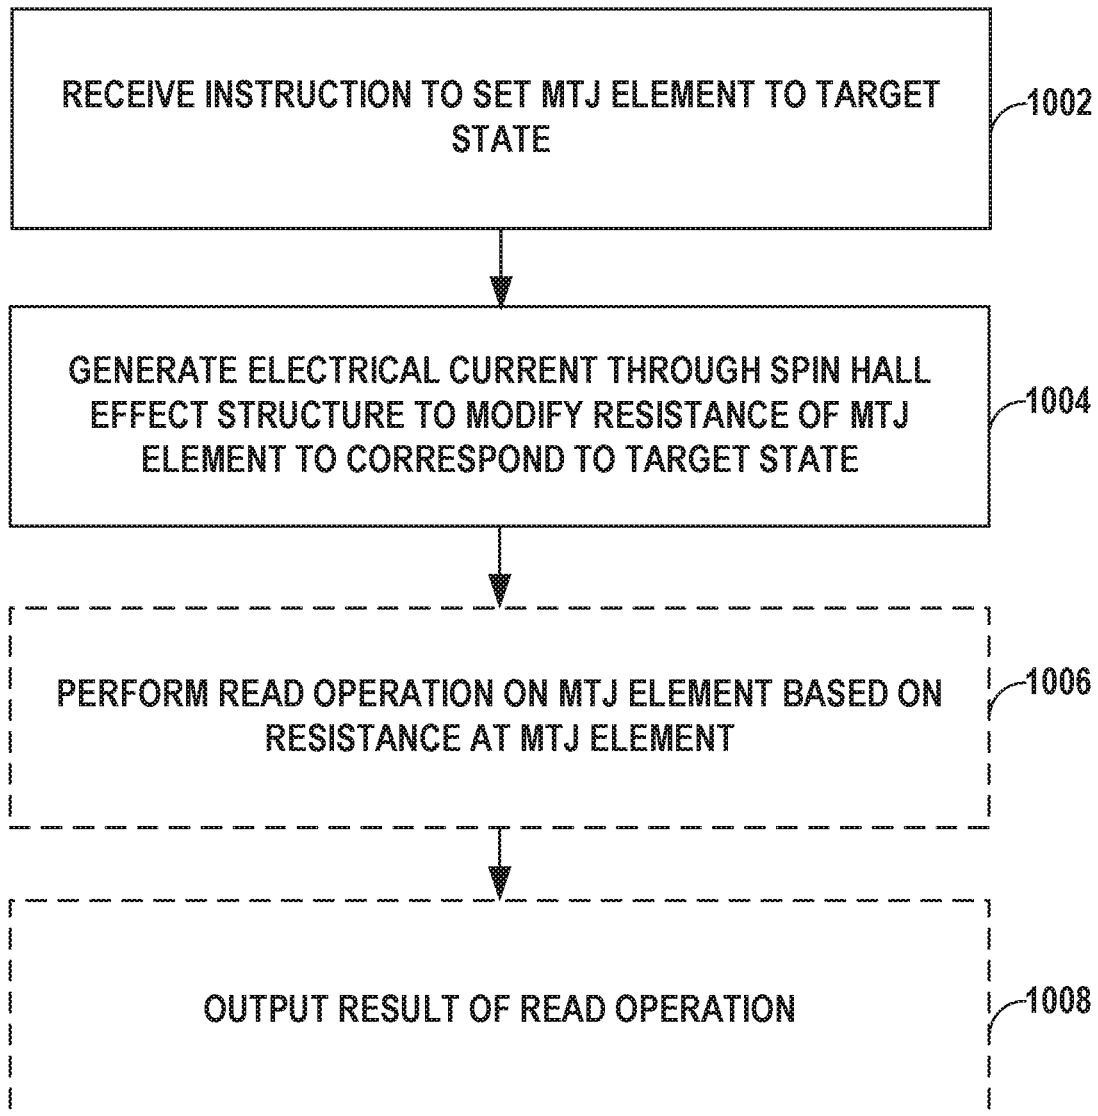 RECEIVE INSTRUCTION TO SET MTJ ELEMENT TO TARGET
STATE
1002
GENERATE ELECTRICAL CURRENT THROUGH SPIN HALL
EFFECT STRUCTURE TO MODIFY RESISTANCE OF MTJ
ELEMENT TO CORRESPOND TO TARGET STATE
1004
PERFORM READ OPERATION ON MTJ ELEMENT BASED ON
RESISTANCE AT MTJ ELEMENT
1006
OUTPUT RESULT OF READ OPERATION
1008